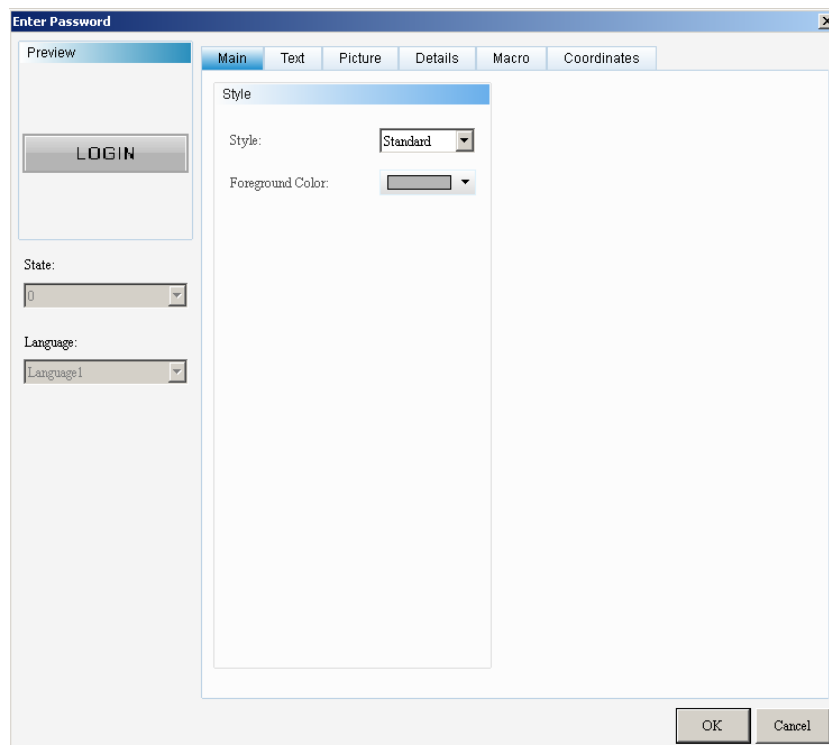 Enter Password
Preview
Main Text Picture Details Macro Coordinates
Style
LOGIN
Style: Standard
Foreground Color:
State:
0
Language:
Language1
OK Cancel